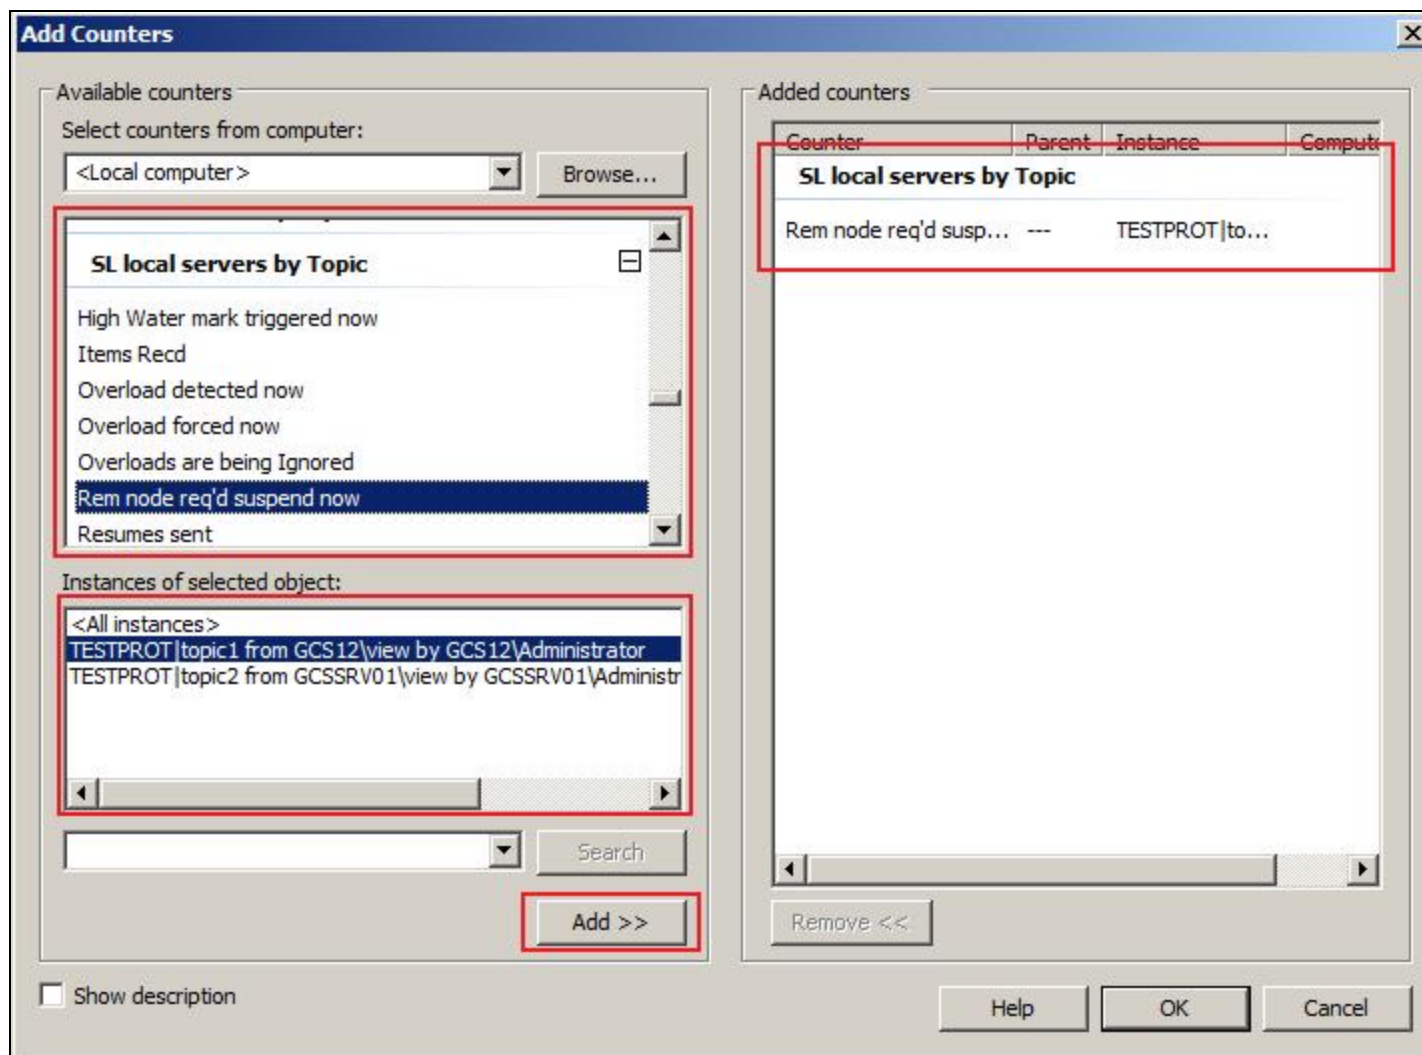 Add Counters
Available counters
Select counters from computer:
<Local computer>
Browse...
SL local servers by Topic
High Water mark triggered now
Items Recd
Overload detected now
Overload forced now
Overloads are being Ignored
Rem node req'd suspend now
Resumes sent
Instances of selected object:
<All instances>
TESTPROT|topic1 from GCS12\view by GCS12\Administrator
TESTPROT|topic2 from GCSSRV01\view by GCSSRV01\Administr
Search
Add >>
Show description
Added counters
Counter Parent Instance Compute
SL local servers by Topic
Rem node req'd susp... --- TESTPROT|to...
Remove <<
Help OK Cancel